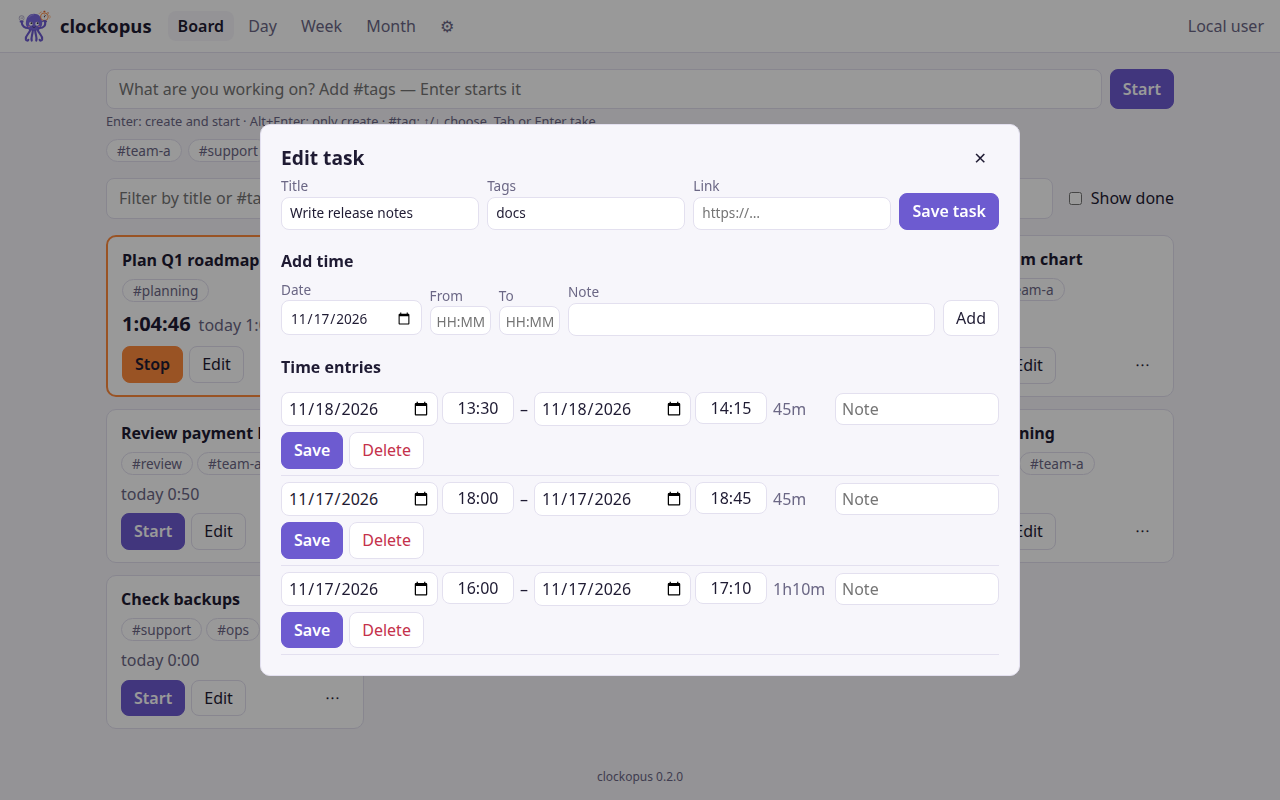 clockopus Board Day Week Month ⚙ Local user
What are you working on? Add #tags — Enter starts it Start
Enter: create and start · Alt+Enter: only create · #tag: ↑/↓ choose, Tab or Enter take
#team-a #support
Filter by title or #ta Show done
Edit task ✕
Title Tags Link
Write release notes docs https://... Save task
Add time
Date From To Note
11/17/2026 HH:MM HH:MM Add
Time entries
11/18/2026 13:30 – 11/18/2026 14:15 45m Note
Save Delete
11/17/2026 18:00 – 11/17/2026 18:45 45m Note
Save Delete
11/17/2026 16:00 – 11/17/2026 17:10 1h10m Note
Save Delete
Plan Q1 roadmap
#planning
1:04:46 today 1:
Stop Edit
m chart
am-a
Edit ...
Review payment
#review #team-a
today 0:50
Start Edit
ning
#team-a
Edit ...
Check backups
#support #ops
today 0:00
Start Edit ...
clockopus 0.2.0